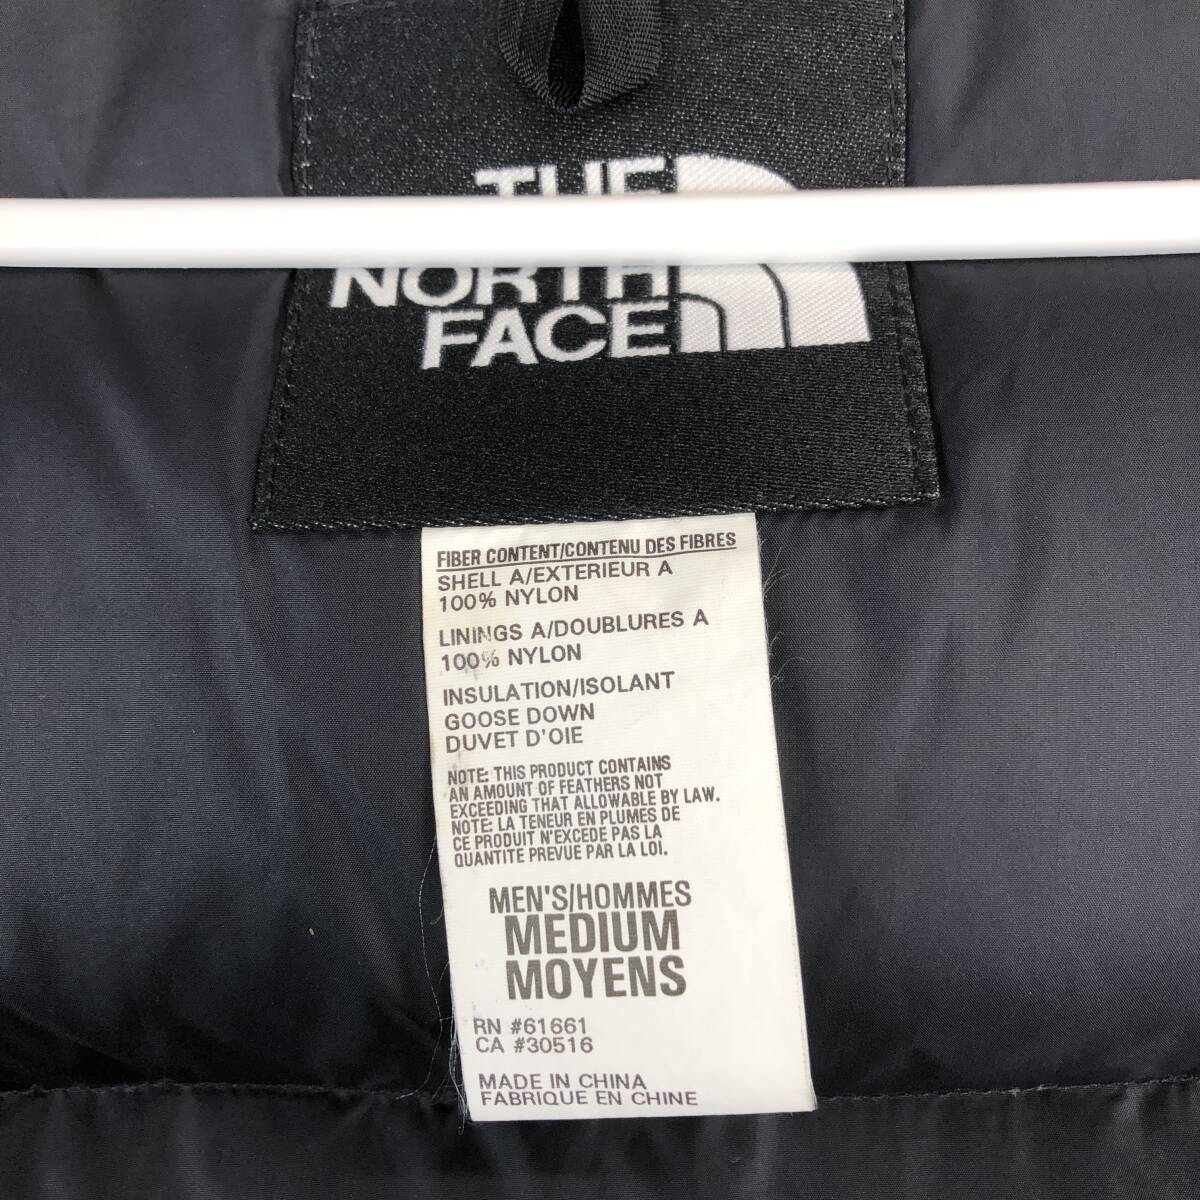 THE
NORTH
FACE
FIBER CONTENT/CONTENU DES FIBRES
SHELL A/EXTERIEUR A
100% NYLON
LININGS A/DOUBLURES A
100% NYLON
INSULATION/ISOLANT
GOOSE DOWN
DUVET D'OIE
NOTE: THIS PRODUCT CONTAINS
AN AMOUNT OF FEATHERS NOT
EXCEEDING THAT ALLOWABLE BY LAW.
NOTE: LA TENEUR EN PLUMES DE
CE PRODUIT N'EXCEDE PAS LA
QUANTITE PREVUE PAR LA LOI.
MEN'S/HOMMES
MEDIUM
MOYENS
RN #61661
CA #30516
MADE IN CHINA
FABRIQUE EN CHINE